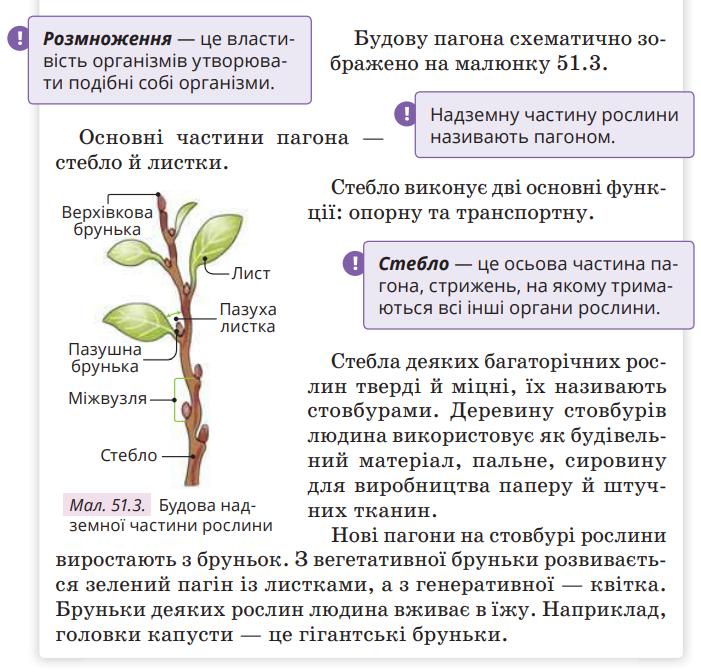 Розмноження — це власти-
вість організмів утворюва-
ти подібні собі організми.
Будову пагона схематично зо-
бражено на малюнку 51.3.
! Надземну частину рослини
називають пагоном.
Основні частини пагона —
стебло й листки.
Стебло виконує дві основні функ-
ції: опорну та транспортну.
! Стебло — це осьова частина па-
гона, стрижень, на якому трима-
ються всі інші органи рослини.
Верхівкова
брунька
Лист
Пазуха
листка
Пазушна
брунька
Міжвузля
Стебло
Мал. 51.3. Будова над-
земної частини рослини
Стебла деяких багаторічних рос-
лин тверді й міцні, їх називають
стовбурами. Деревину стовбурів
людина використовує як будівель-
ний матеріал, пальне, сировину
для виробництва паперу й штуч-
них тканин.
Нові пагони на стовбурі рослини
виростають з бруньок. З вегетативної бруньки розвиваєть-
ся зелений пагін із листками, а з генеративної — квітка.
Бруньки деяких рослин людина вживає в їжу. Наприклад,
головки капусти — це гігантські бруньки.